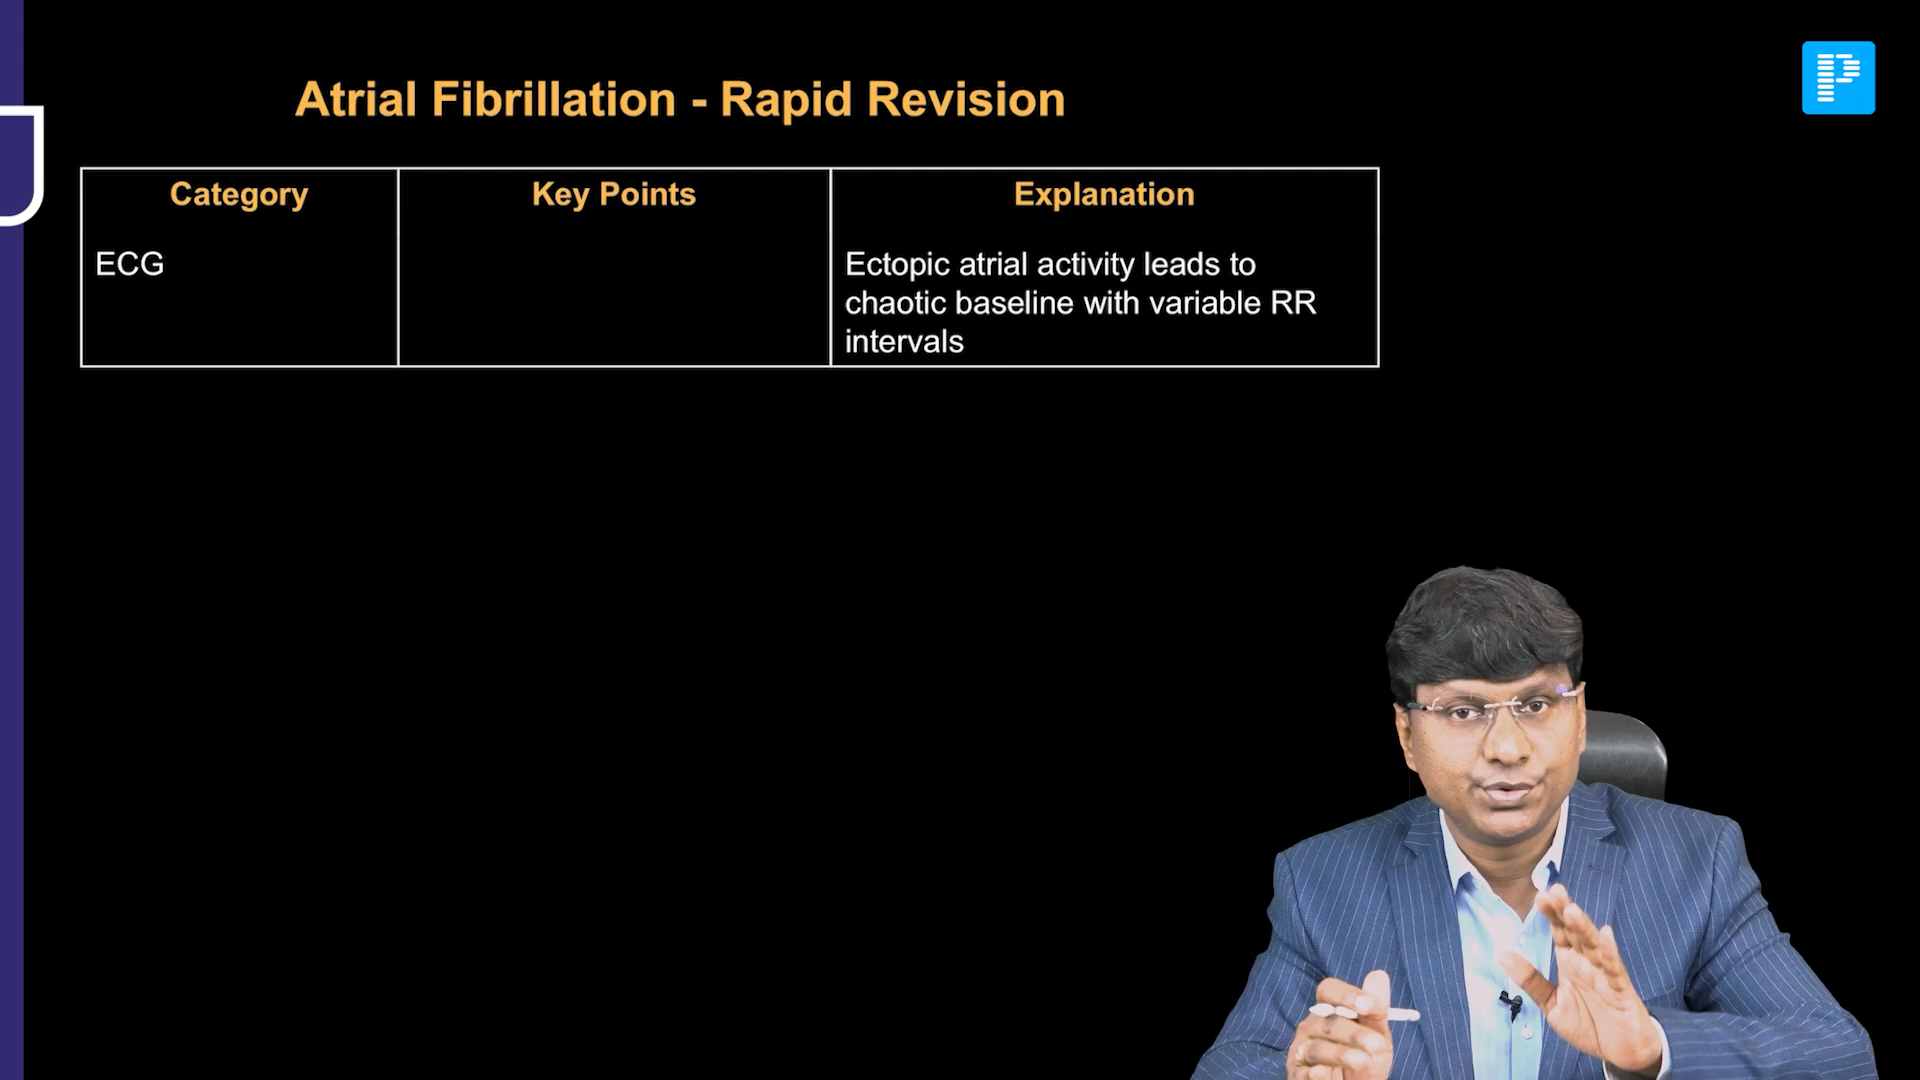 Atrial Fibrillation - Rapid Revision
Category
Key Points
Explanation
ECG
Ectopic atrial activity leads to
chaotic baseline with variable RR
intervals
P